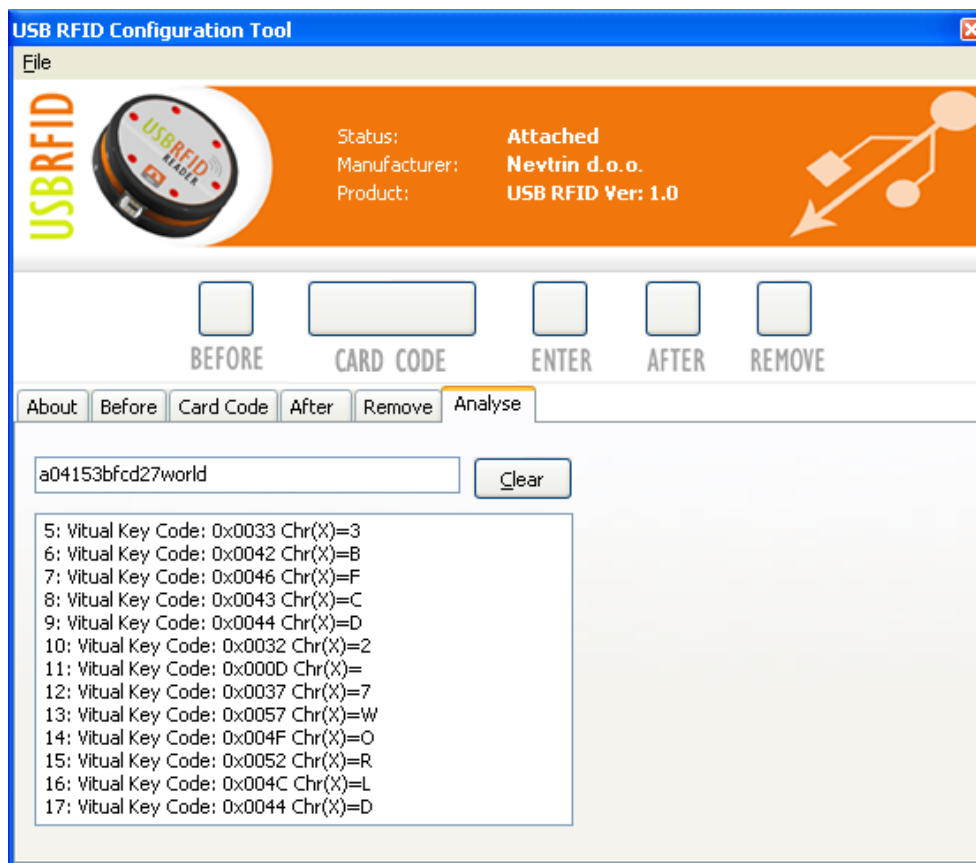 USB RFID Configuration Tool
File
USBRFID
USBRFID
READER
Status: Attached
Manufacturer: Nevtrin d.o.o.
Product: USB RFID Ver: 1.0
BEFORE CARD CODE ENTER AFTER REMOVE
About Before Card Code After Remove Analyse
a04153bfcd27world Clear
5: Vitual Key Code: 0x0033 Chr(X)=3
6: Vitual Key Code: 0x0042 Chr(X)=B
7: Vitual Key Code: 0x0046 Chr(X)=F
8: Vitual Key Code: 0x0043 Chr(X)=C
9: Vitual Key Code: 0x0044 Chr(X)=D
10: Vitual Key Code: 0x0032 Chr(X)=2
11: Vitual Key Code: 0x000D Chr(X)=
12: Vitual Key Code: 0x0037 Chr(X)=7
13: Vitual Key Code: 0x0057 Chr(X)=W
14: Vitual Key Code: 0x004F Chr(X)=O
15: Vitual Key Code: 0x0052 Chr(X)=R
16: Vitual Key Code: 0x004C Chr(X)=L
17: Vitual Key Code: 0x0044 Chr(X)=D